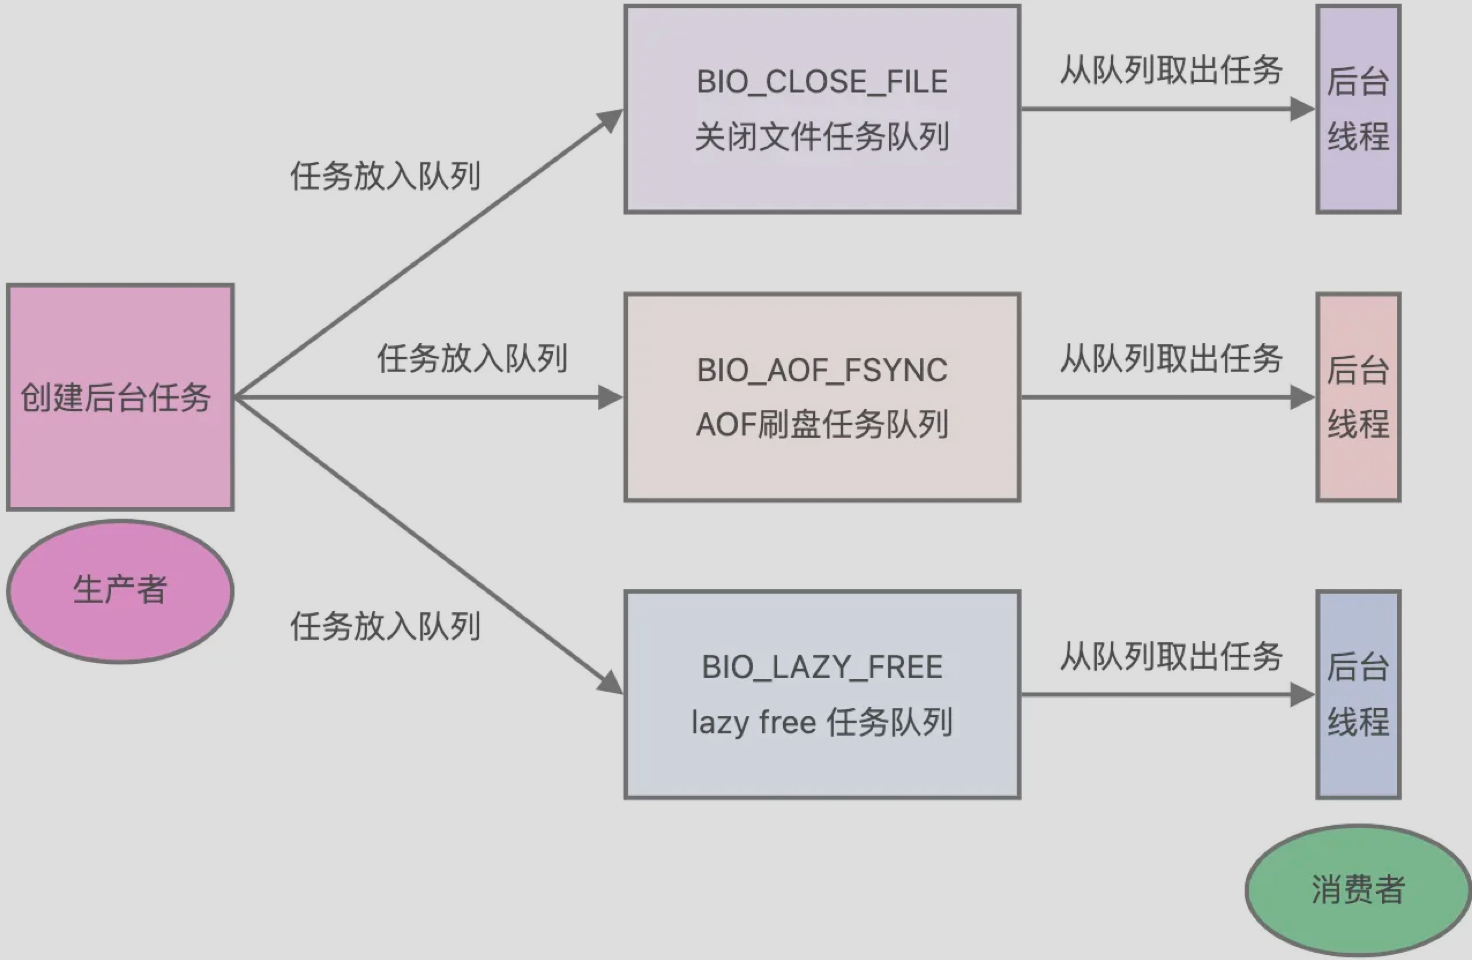 BIO_CLOSE_FILE
关闭文件任务队列
从队列取出任务
后台
线程
任务放入队列
创建后台任务
任务放入队列
BIO_AOF_FSYNC
AOF刷盘任务队列
从队列取出任务
后台
线程
生产者
任务放入队列
BIO_LAZY_FREE
lazy free 任务队列
从队列取出任务
后台
线程
消费者